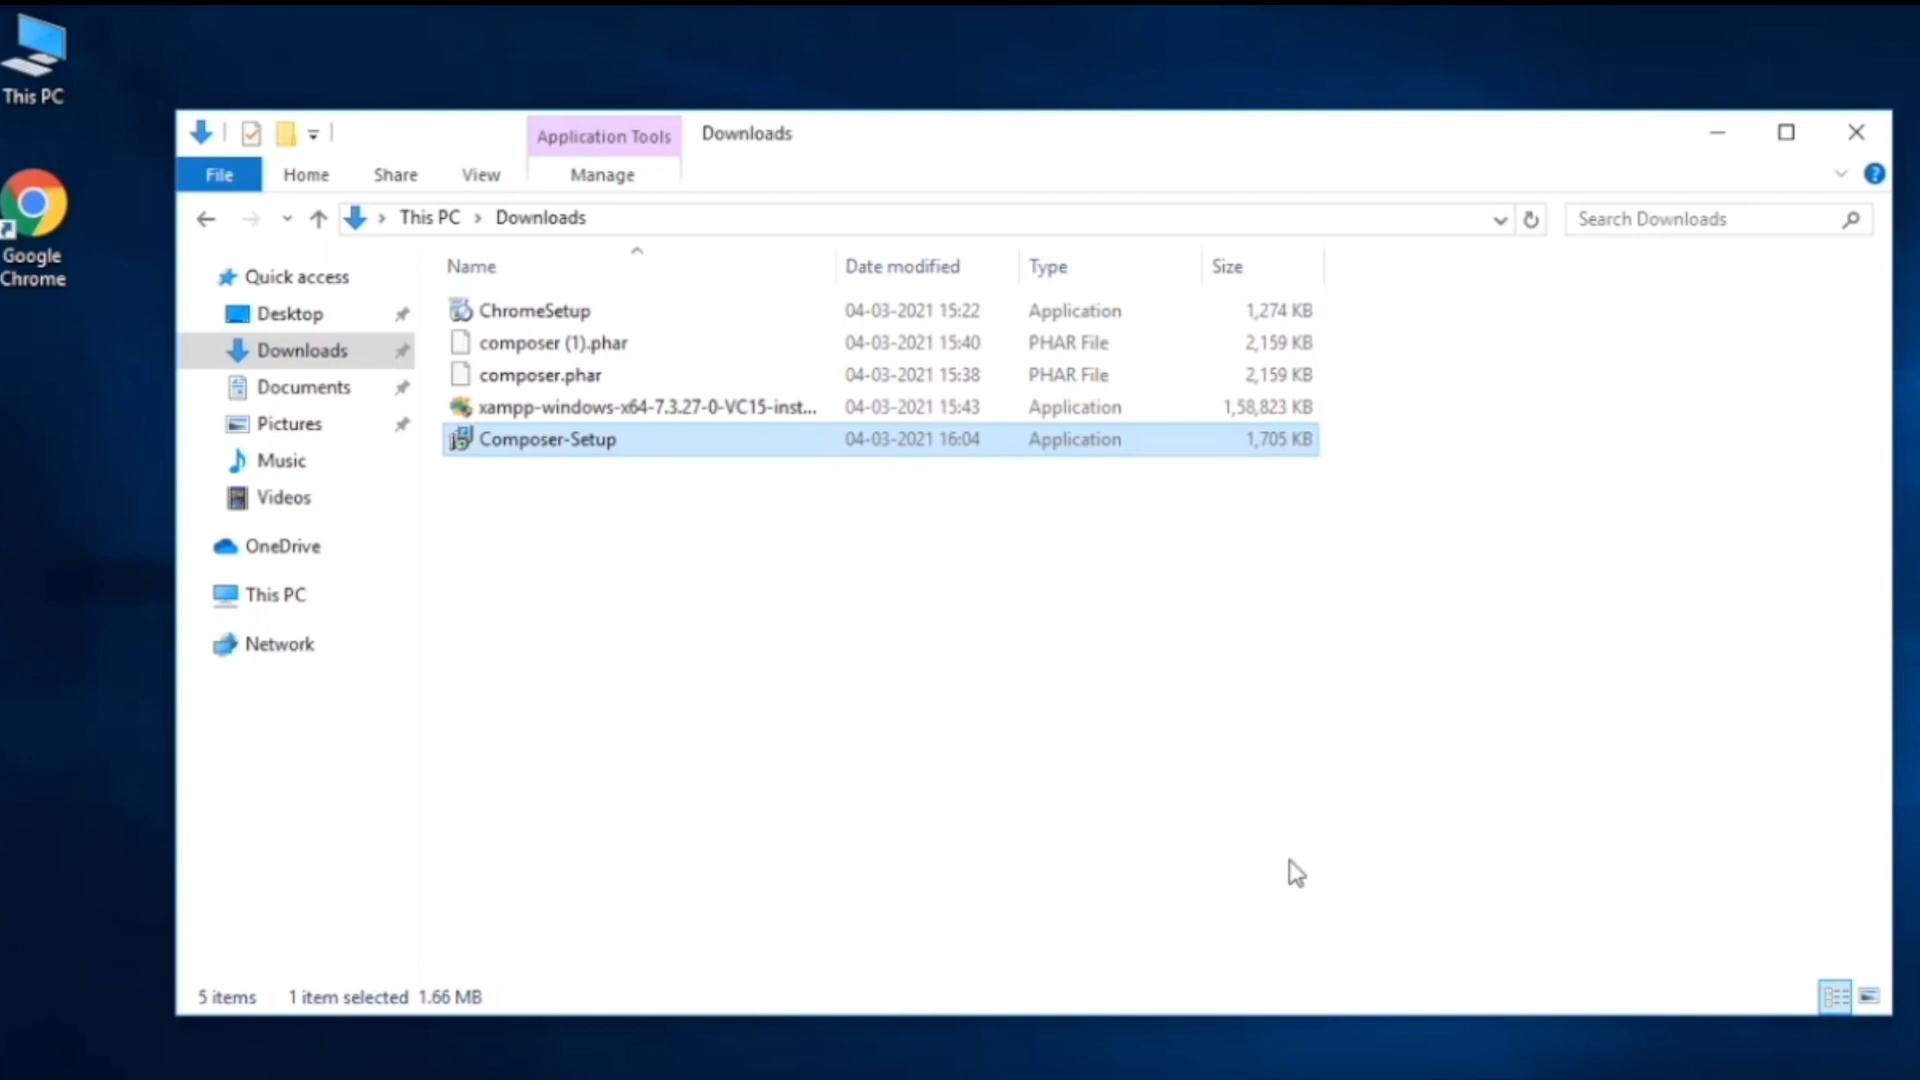 This PC
Google
Chrome
Application Tools
Downloads
File
Home
Share
View
Manage
This PC
Downloads
Search Downloads
Name
Date modified
Type
Size
Quick access
Desktop
Downloads
Documents
Pictures
Music
Videos
OneDrive
This PC
Network
ChromeSetup 04-03-2021 15:22 Application 1,274 KB
composer (1).phar 04-03-2021 15:40 PHAR File 2,159 KB
composer.phar 04-03-2021 15:38 PHAR File 2,159 KB
xampp-windows-x64-7.3.27-0-VC15-inst... 04-03-2021 15:43 Application 1,58,823 KB
Composer-Setup 04-03-2021 16:04 Application 1,705 KB
5 items 1 item selected 1.66 MB